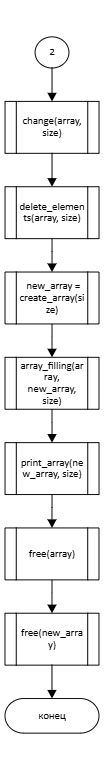 2
change(array,
size)
delete_elemen
ts(array, size)
new_array =
create_array(si
ze)
array_filling(ar
ray,
new_array,
size)
print_array(ne
w_array, size)
free(array)
free(new_arra
y)
конец